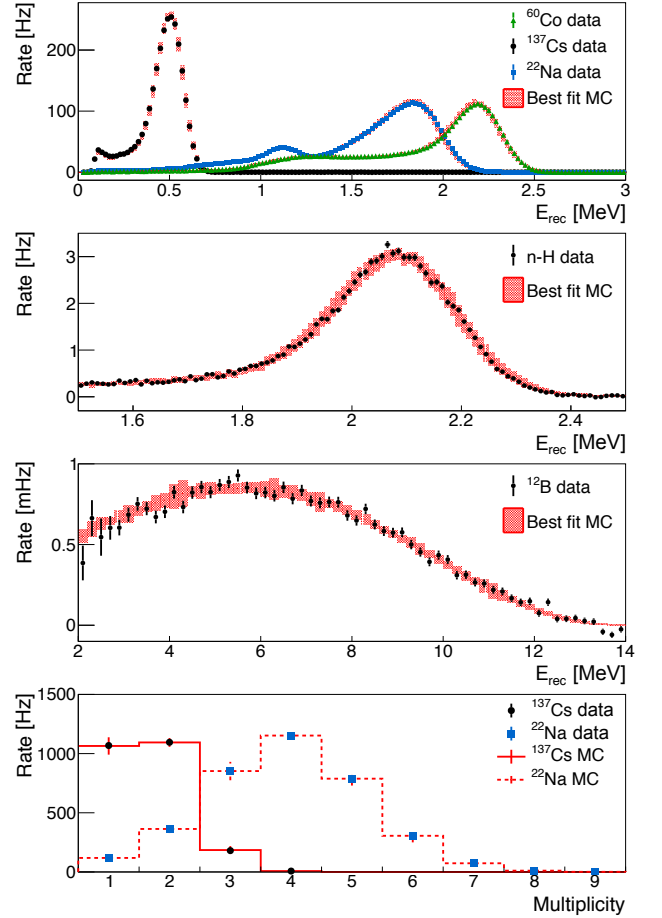 Rate [Hz]
200
100
0
⁶⁰Co data
¹³⁷Cs data
²²Na data
Best fit MC
0 0.5 1 1.5 2 2.5 3
E_rec [MeV]
Rate [Hz]
3
2
1
0
n-H data
Best fit MC
1.6 1.8 2 2.2 2.4
E_rec [MeV]
Rate [mHz]
1
0.5
0
¹²B data
Best fit MC
2 4 6 8 10 12 14
E_rec [MeV]
Rate [Hz]
1500
1000
500
0
¹³⁷Cs data
²²Na data
¹³⁷Cs MC
²²Na MC
1 2 3 4 5 6 7 8 9
Multiplicity